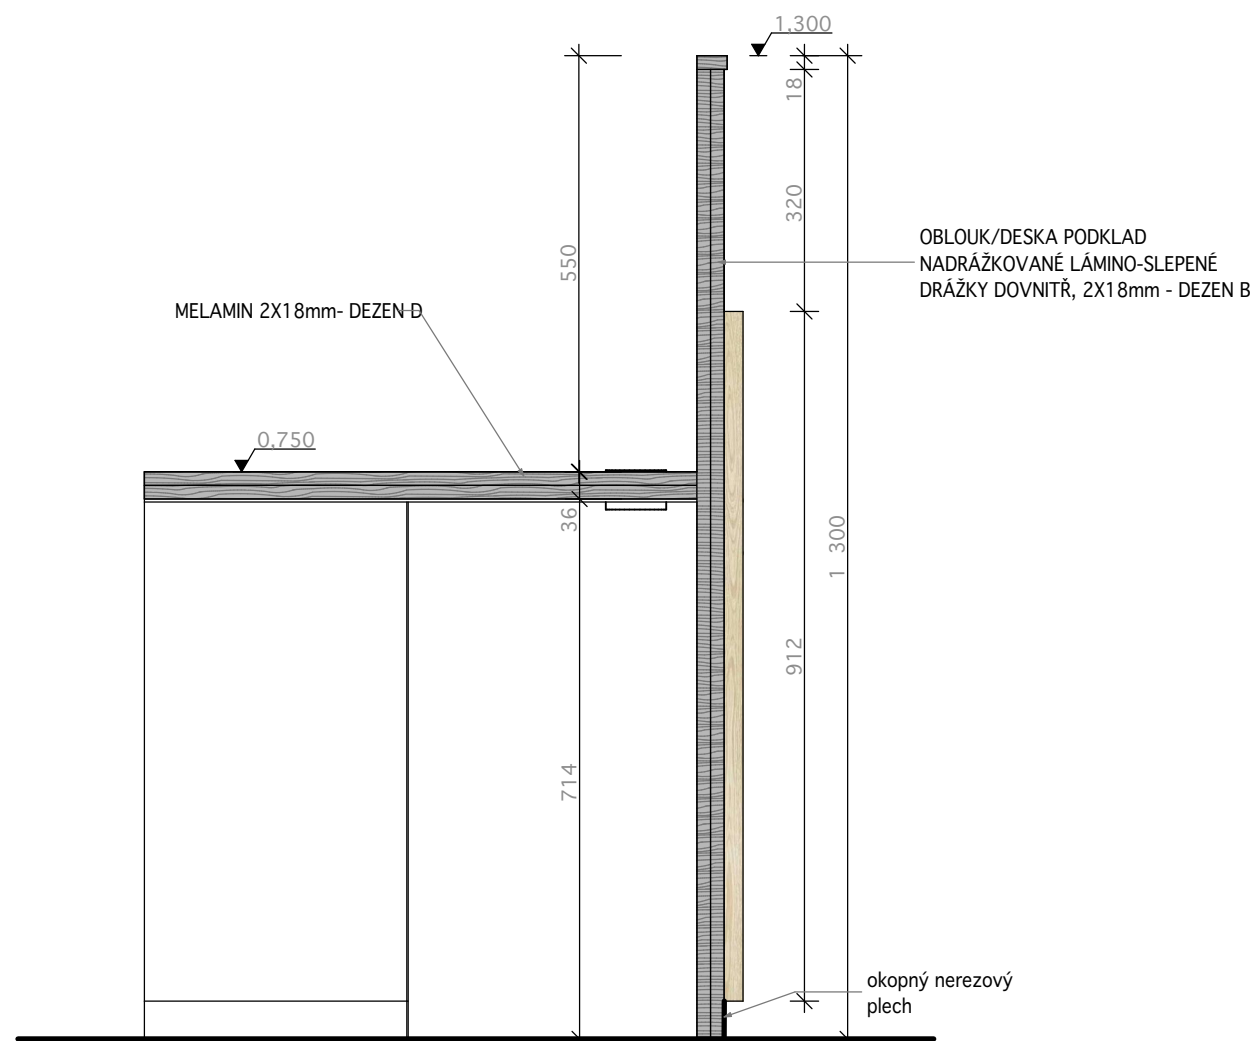 1,300
18
320
550
OBLOUK/DESKA PODKLAD
NADRÁŽKOVANÉ LÁMINO-SLEPENÉ
DRÁŽKY DOVNITŘ, 2X18mm - DEZEN B
MELAMIN 2X18mm- DEZEN D
0,750
36
1 300
912
714
okopný nerezový
plech